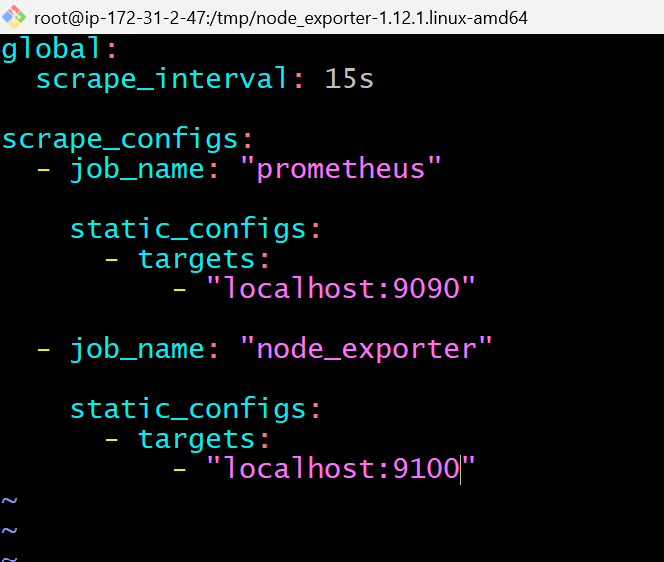 root@ip-172-31-2-47:/tmp/node_exporter-1.12.1.linux-amd64
global:
  scrape_interval: 15s

scrape_configs:
  - job_name: "prometheus"

    static_configs:
      - targets:
          - "localhost:9090"

  - job_name: "node_exporter"

    static_configs:
      - targets:
          - "localhost:9100"
~
~
~